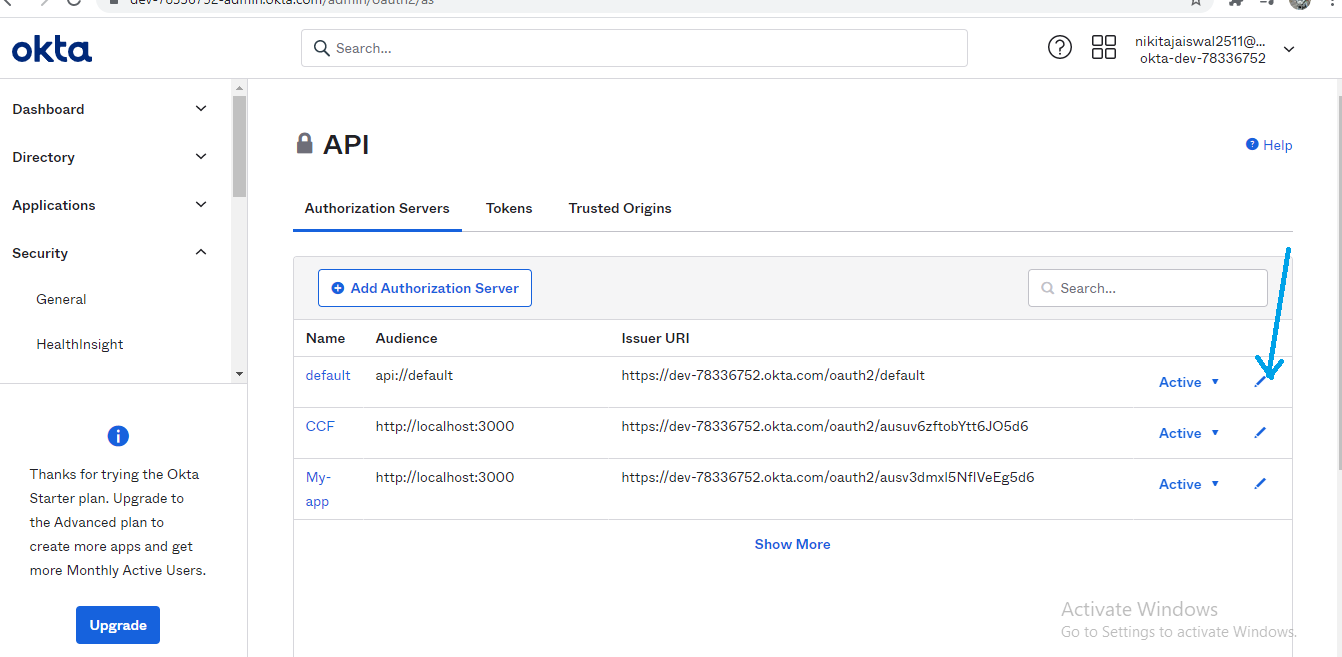 dev-78336752-admin.okta.com/admin/oauth2/as
okta
Search...
nikitajaiswal2511@...
okta-dev-78336752
Dashboard
Directory
Applications
Security
General
HealthInsight
Thanks for trying the Okta
Starter plan. Upgrade to
the Advanced plan to
create more apps and get
more Monthly Active Users.
Upgrade
API
Help
Authorization Servers Tokens Trusted Origins
Add Authorization Server
Search...
Name Audience Issuer URI
default api://default https://dev-78336752.okta.com/oauth2/default Active
CCF http://localhost:3000 https://dev-78336752.okta.com/oauth2/ausuv6zftobYtt6JO5d6 Active
My- http://localhost:3000 https://dev-78336752.okta.com/oauth2/ausv3dmxl5NflVeEg5d6 Active
app
Show More
Activate Windows
Go to Settings to activate Windows.